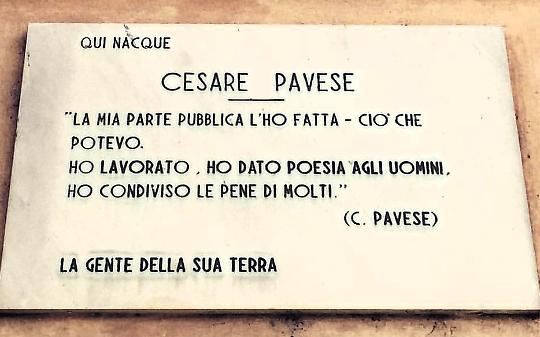 QUI NACQUE
CESARE PAVESE
"LA MIA PARTE PUBBLICA L'HO FATTA - CIO' CHE
POTEVO.
HO LAVORATO, HO DATO POESIA AGLI UOMINI,
HO CONDIVISO LE PENE DI MOLTI."
(C. PAVESE)
LA GENTE DELLA SUA TERRA